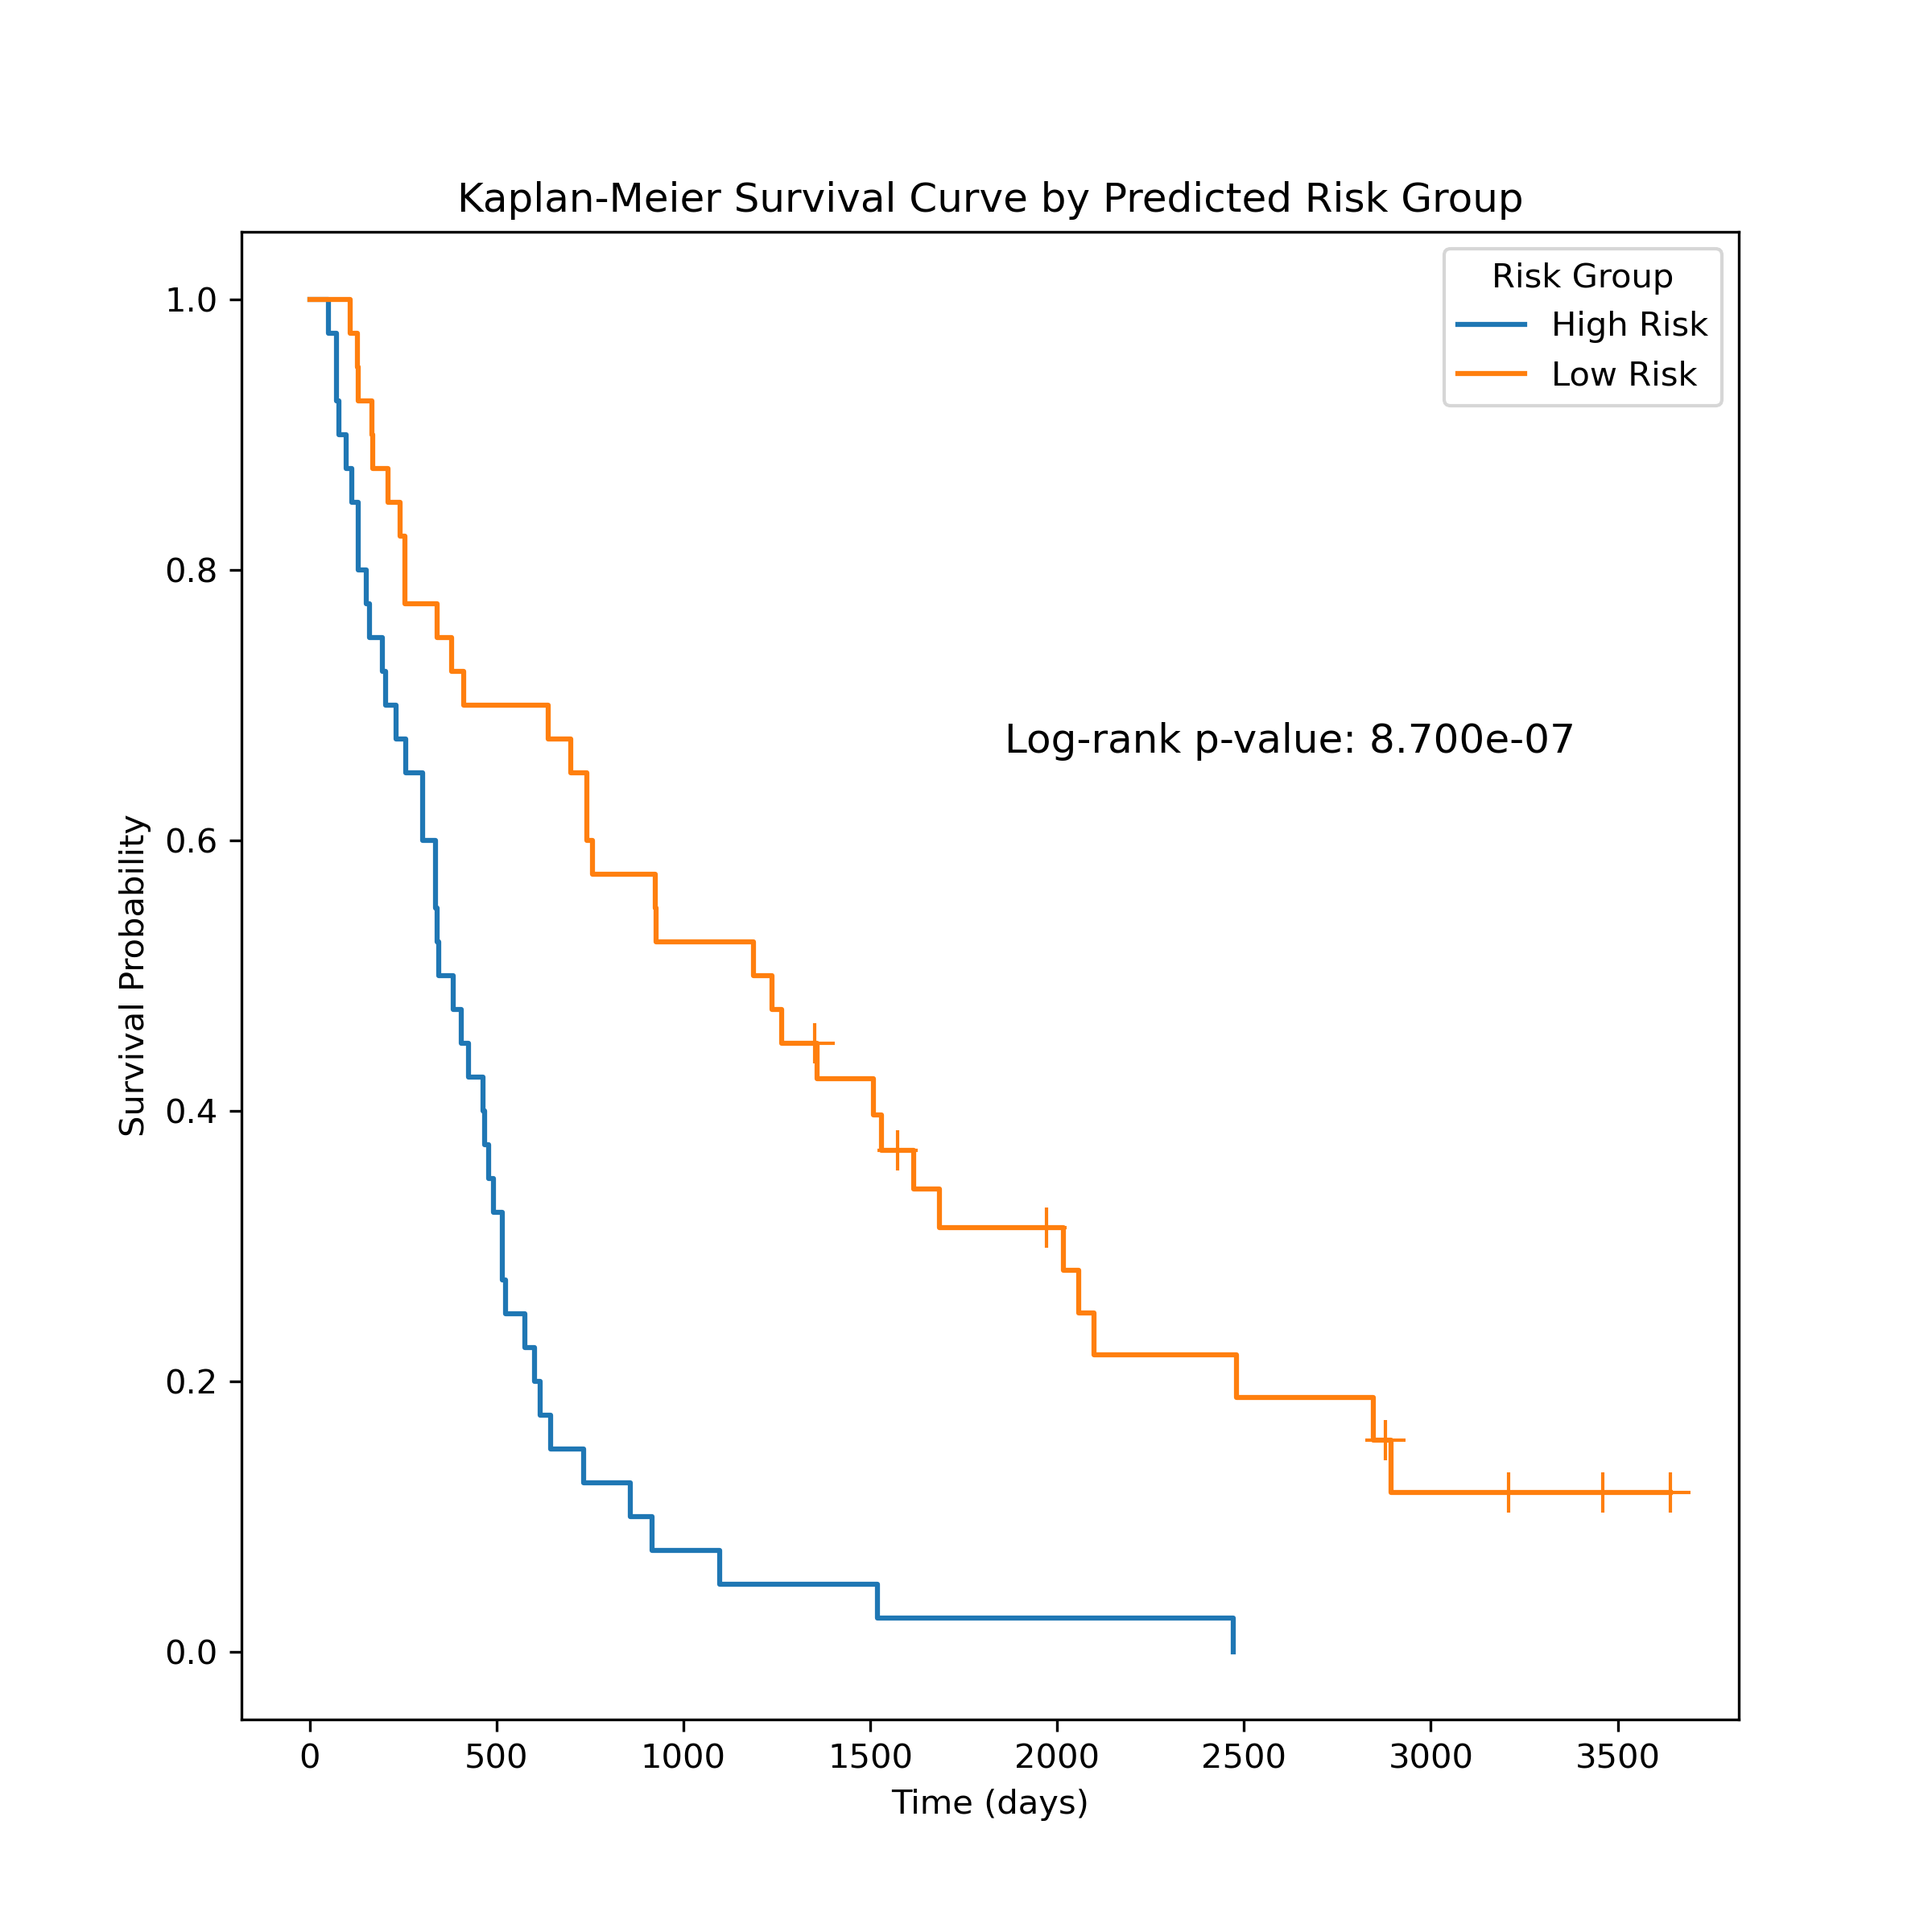 Kaplan-Meier Survival Curve by Predicted Risk Group
Risk Group
High Risk
Low Risk
Log-rank p-value: 8.700e-07
Survival Probability
1.0
0.8
0.6
0.4
0.2
0.0
0 500 1000 1500 2000 2500 3000 3500
Time (days)